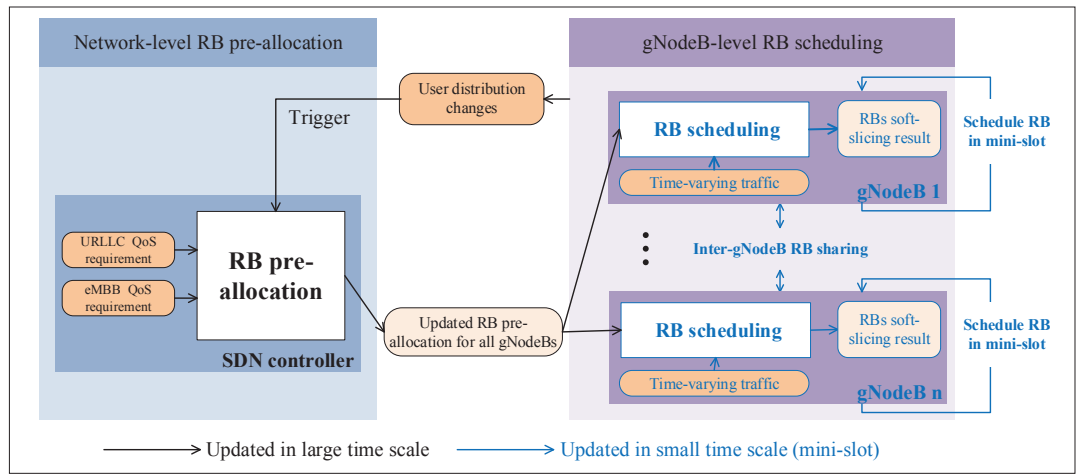 Network-level RB pre-allocation
gNodeB-level RB scheduling
User distribution
changes
Trigger
URLLC QoS
requirement
eMBB QoS
requirement
RB pre-
allocation
SDN controller
Updated RB pre-
allocation for all gNodeBs
RB scheduling
Time-varying traffic
RBs soft-
slicing result
gNodeB 1
Schedule RB
in mini-slot
Inter-gNodeB RB sharing
RB scheduling
Time-varying traffic
RBs soft-
slicing result
gNodeB n
Schedule RB
in mini-slot
Updated in large time scale
Updated in small time scale (mini-slot)